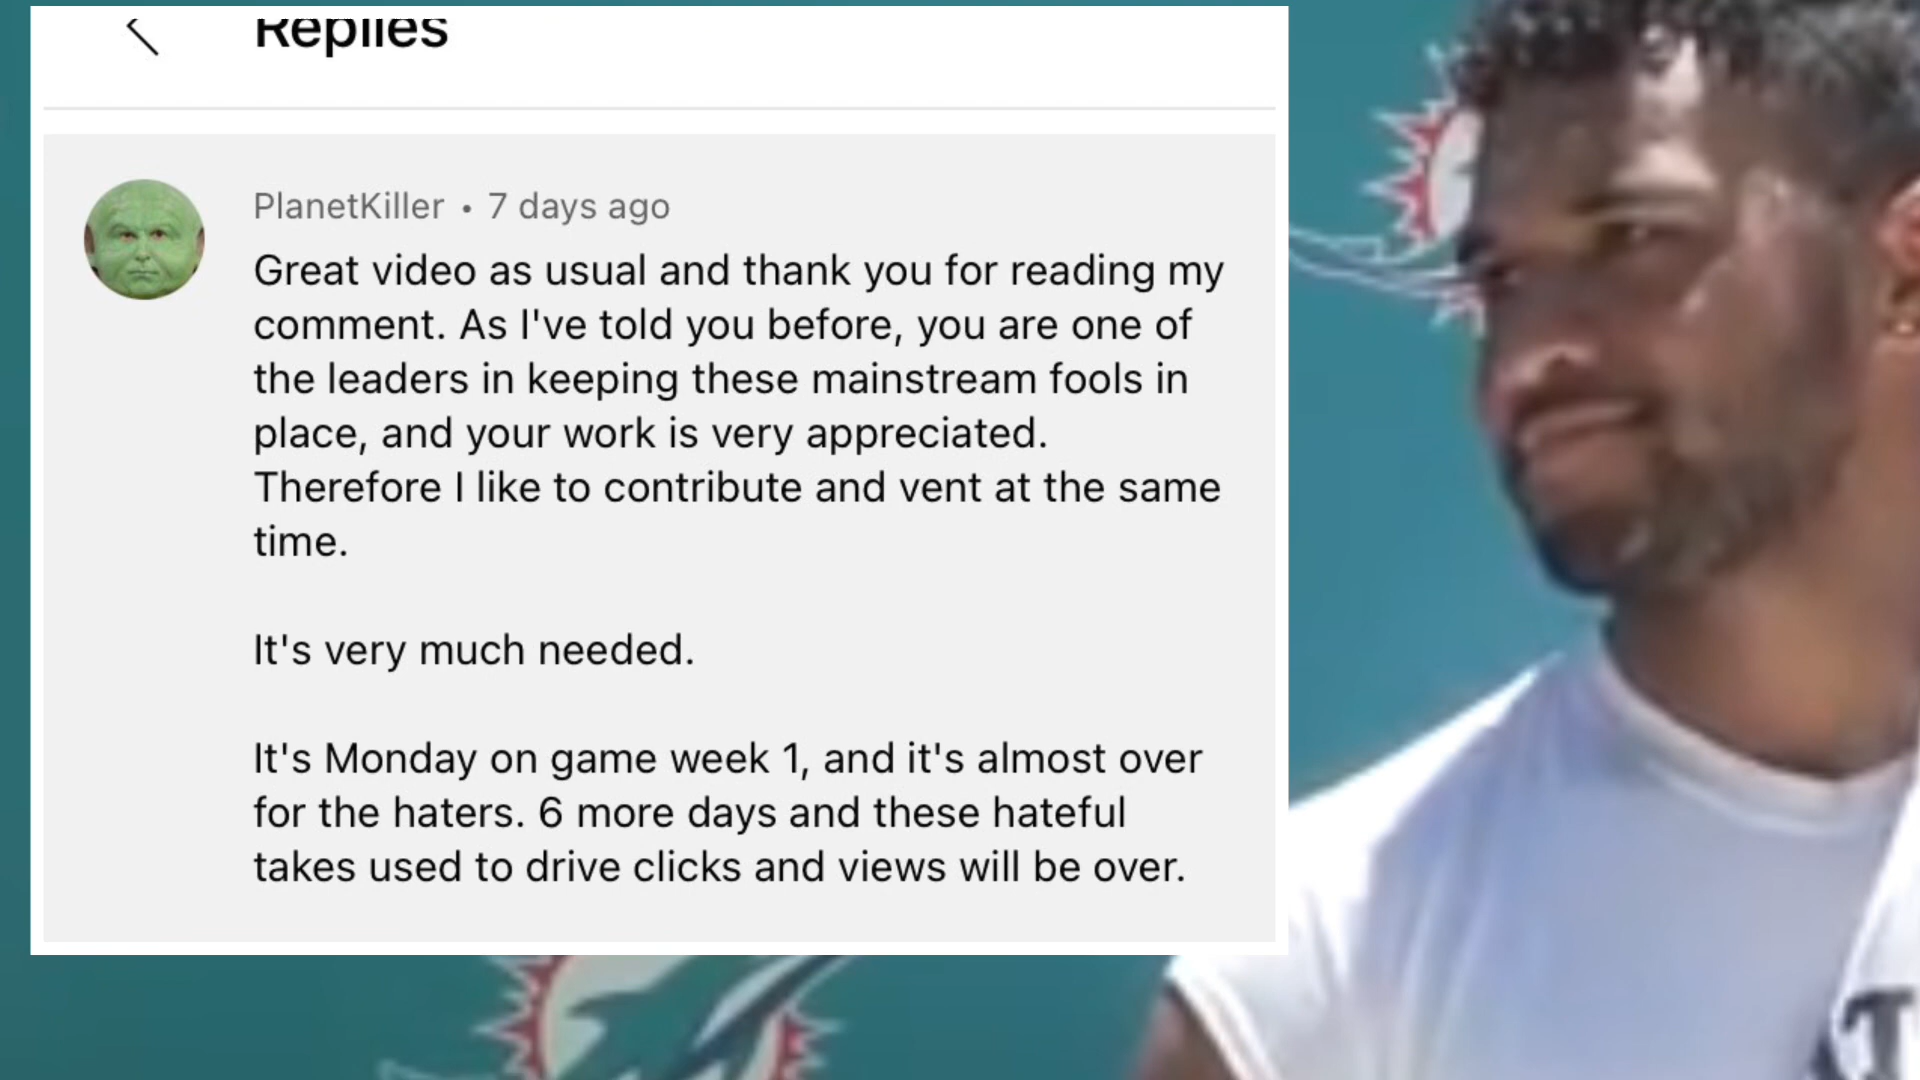 Replies
PlanetKiller • 7 days ago
Great video as usual and thank you for reading my
comment. As I've told you before, you are one of
the leaders in keeping these mainstream fools in
place, and your work is very appreciated.
Therefore I like to contribute and vent at the same
time.
It's very much needed.
It's Monday on game week 1, and it's almost over
for the haters. 6 more days and these hateful
takes used to drive clicks and views will be over.